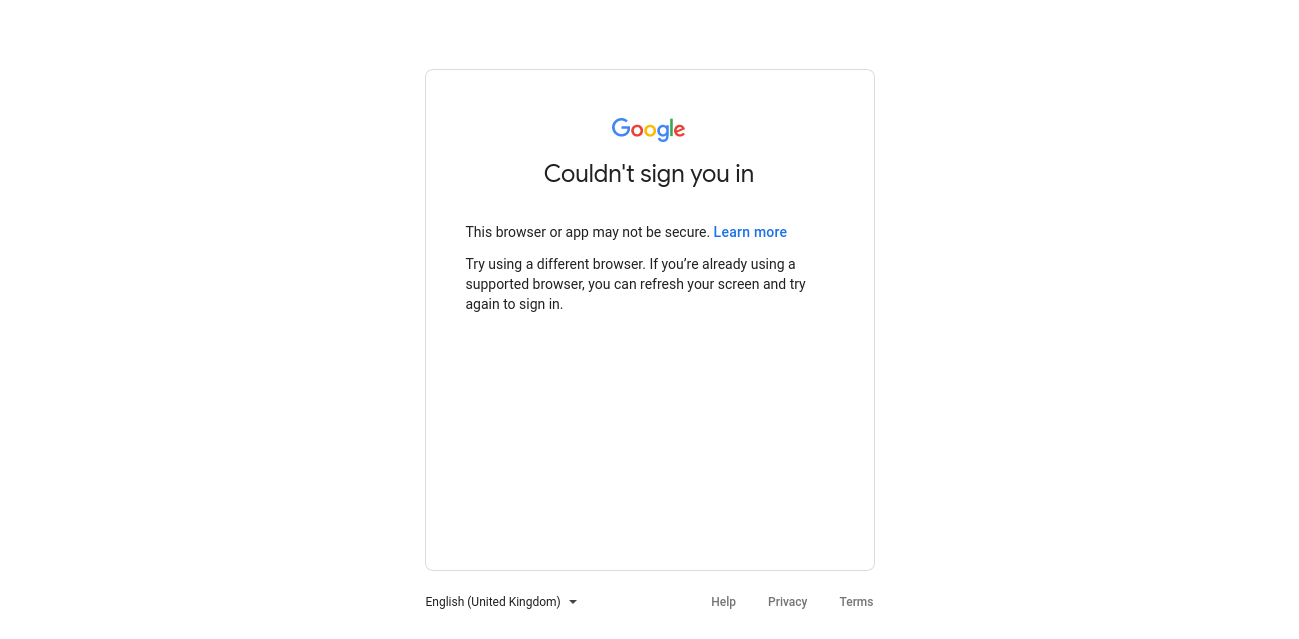 Google
Couldn't sign you in
This browser or app may not be secure. Learn more
Try using a different browser. If you’re already using a
supported browser, you can refresh your screen and try
again to sign in.
English (United Kingdom)
Help Privacy Terms